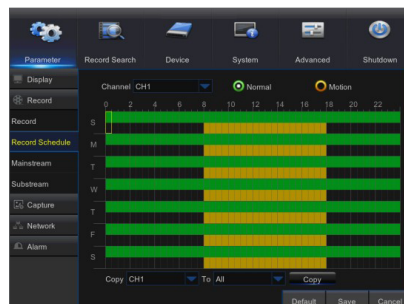 Parameter Record Search Device System Advanced Shutdown
Display
Record
Record
Record Schedule
Mainstream
Substream
Capture
Network
Alarm
Channel CH1 Normal Motion
0 2 4 6 8 10 12 14 16 18 20 22
S
M
T
W
T
F
S
Copy CH1 To All Copy
Default Save Cancel